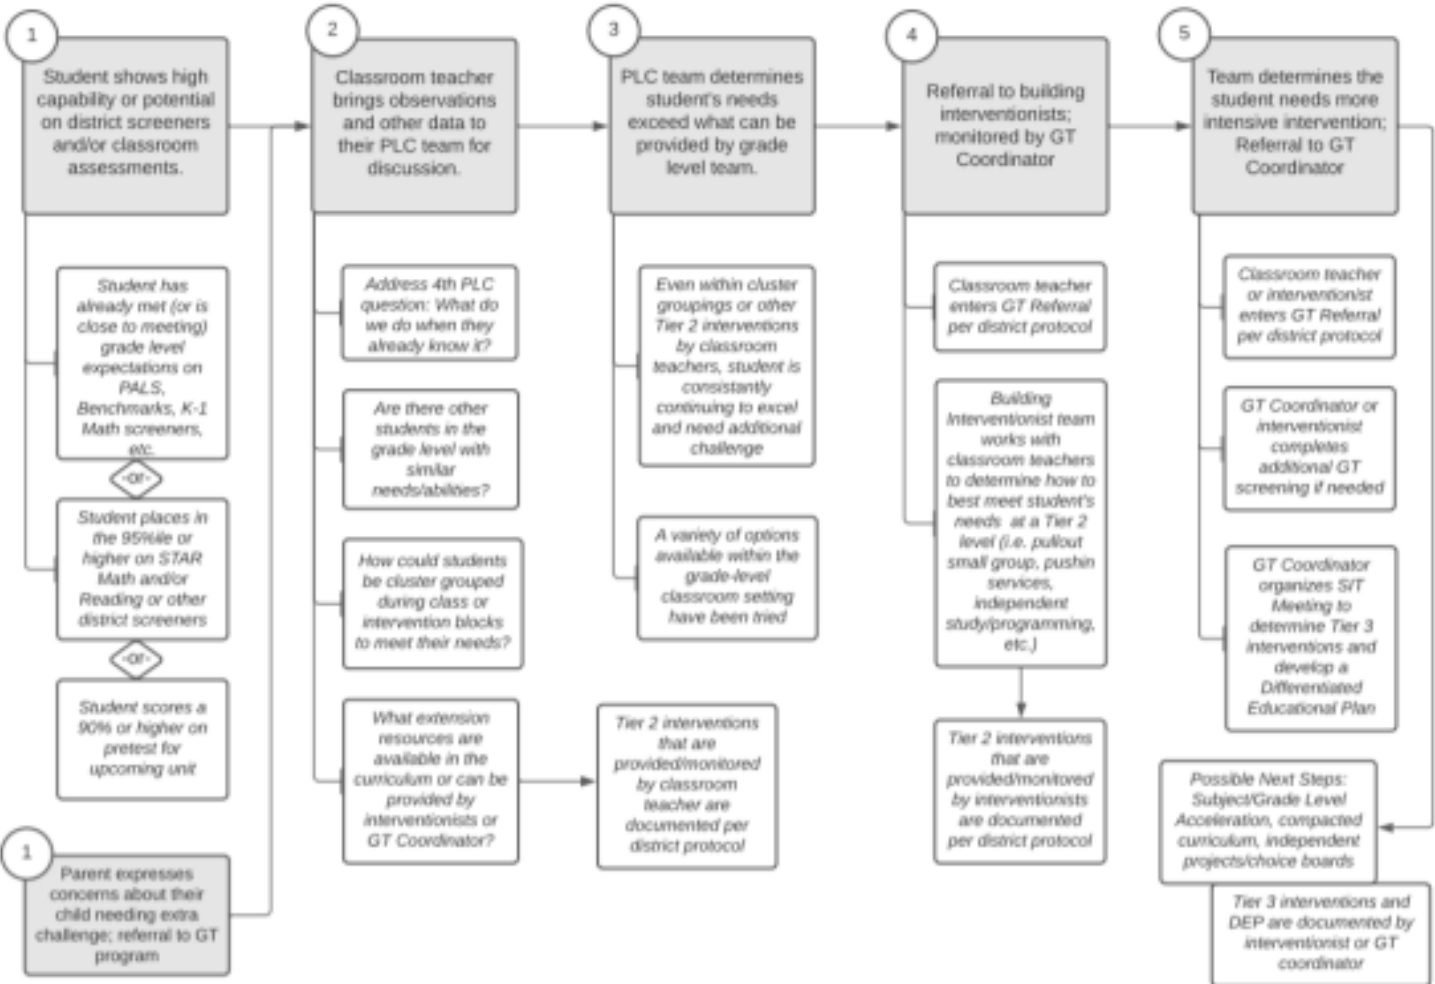 1
Student shows high
capability or potential
on district screeners
and/or classroom
assessments.
Student has
already met (or is
close to meeting)
grade level
expectations on
PALS,
Benchmarks, K-1
Math screeners,
etc.
-or-
Student places in
the 95%ile or
higher on STAR
Math and/or
Reading or other
district screeners
-or-
Student scores a
90% or higher on
pretest for
upcoming unit
1
Parent expresses
concerns about their
child needing extra
challenge; referral to GT
program
2
Classroom teacher
brings observations
and other data to
their PLC team for
discussion.
Address 4th PLC
question: What do
we do when they
already know it?
Are there other
students in the
grade level with
similar
needs/abilities?
How could students
be cluster grouped
during class or
intervention blocks
to meet their needs?
What extension
resources are
available in the
curriculum or can be
provided by
interventionists or
GT Coordinator?
3
PLC team determines
student's needs
exceed what can be
provided by grade
level team.
Even within cluster
groupings or other
Tier 2 interventions
by classroom
teachers, student is
consistantly
continuing to excel
and need additional
challenge
A variety of options
available within the
grade-level
classroom setting
have been tried
Tier 2 interventions
that are
provided/monitored
by classroom
teacher are
documented per
district protocol
4
Referral to building
interventionists;
monitored by GT
Coordinator
Classroom teacher
enters GT Referral
per district protocol
Building
Interventionist team
works with
classroom teachers
to determine how to
best meet student's
needs at a Tier 2
level (i.e. pullout
small group, pushin
services,
independent
study/programming,
etc.)
Tier 2 interventions
that are
provided/monitored
by interventionists
are documented
per district protocol
5
Team determines the
student needs more
intensive intervention;
Referral to GT
Coordinator
Classroom teacher
or interventionist
enters GT Referral
per district protocol
GT Coordinator or
interventionist
completes
additional GT
screening if needed
GT Coordinator
organizes SIT
Meeting to
determine Tier 3
interventions and
develop a
Differentiated
Educational Plan
Possible Next Steps:
Subject/Grade Level
Acceleration, compacted
curriculum, independent
projects/choice boards
Tier 3 interventions and
DEP are documented by
interventionist or GT
coordinator